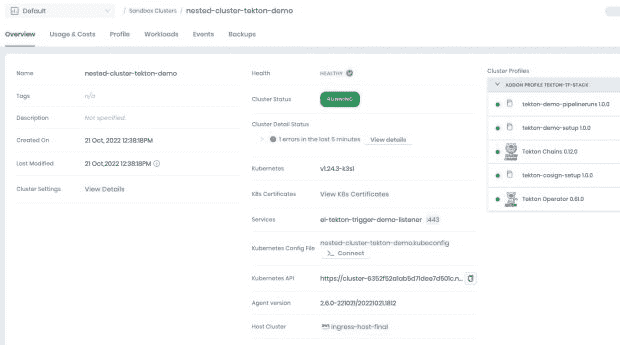 Default
/ Sandbox Clusters / nested-cluster-tekton-demo
Overview Usage & Costs Profile Workloads Events Backups
Name nested-cluster-tekton-demo
Tags n/a
Description Not specified.
Created On 21 Oct, 2022 12:38:18PM
Last Modified 21 Oct, 2022 12:38:18PM
Cluster Settings View Details
Health HEALTHY
Cluster Status RUNNING
Cluster Detail Status
1 errors in the last 5 minutes View details
Kubernetes v1.24.3-k3s1
K8s Certificates View K8s Certificates
Services el-tekton-trigger-demo-listener :443
Kubernetes Config File nested-cluster-tekton-demo.kubeconfig
>_ Connect
Kubernetes API https://cluster-6352f52a1ab5d71dee7d501c.n...
Agent version 2.6.0-221021/20221021.1812
Host Cluster ingress-host-final
Cluster Profiles
ADDON PROFILE TEKTON-TF-STACK
tekton-demo-pipelineruns 1.0.0
tekton-demo-setup 1.0.0
Tekton Chains 0.12.0
tekton-cosign-setup 1.0.0
Tekton Operator 0.61.0